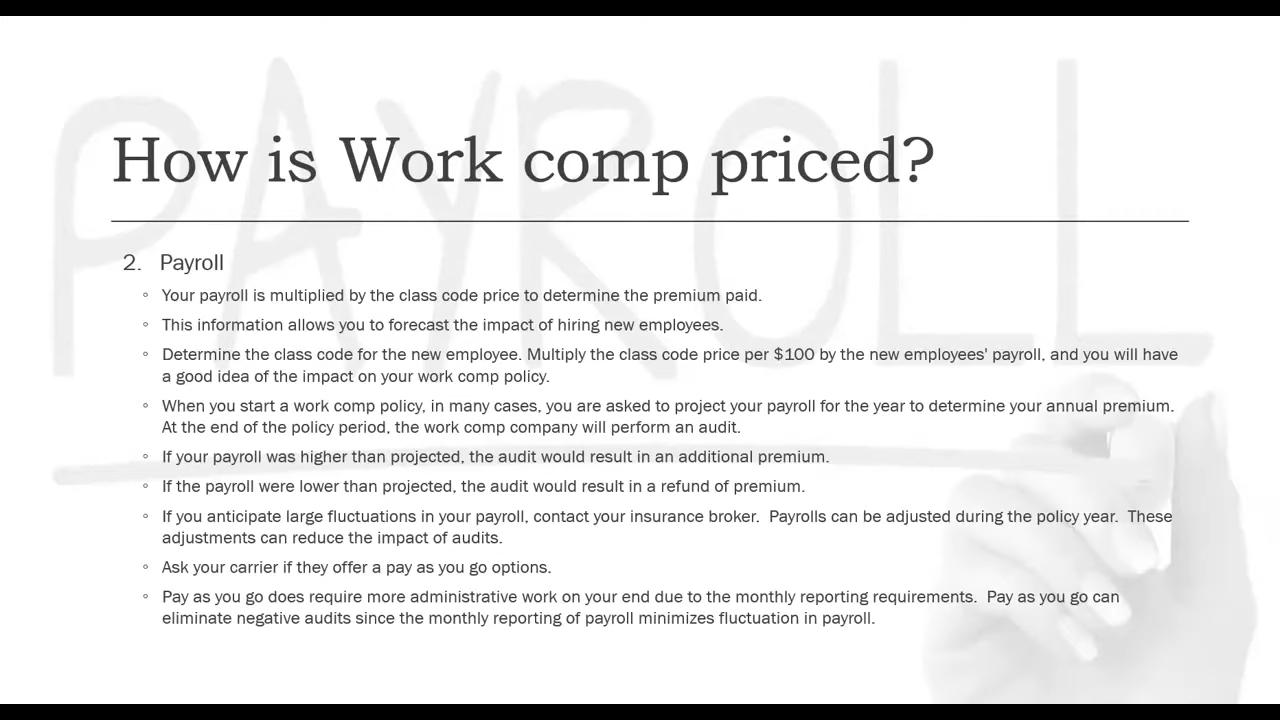 PAYROLL
How is Work comp priced?
2. Payroll
◦ Your payroll is multiplied by the class code price to determine the premium paid.
◦ This information allows you to forecast the impact of hiring new employees.
◦ Determine the class code for the new employee. Multiply the class code price per $100 by the new employees' payroll, and you will have
a good idea of the impact on your work comp policy.
◦ When you start a work comp policy, in many cases, you are asked to project your payroll for the year to determine your annual premium.
At the end of the policy period, the work comp company will perform an audit.
◦ If your payroll was higher than projected, the audit would result in an additional premium.
◦ If the payroll were lower than projected, the audit would result in a refund of premium.
◦ If you anticipate large fluctuations in your payroll, contact your insurance broker.  Payrolls can be adjusted during the policy year.  These
adjustments can reduce the impact of audits.
◦ Ask your carrier if they offer a pay as you go options.
◦ Pay as you go does require more administrative work on your end due to the monthly reporting requirements.  Pay as you go can
eliminate negative audits since the monthly reporting of payroll minimizes fluctuation in payroll.